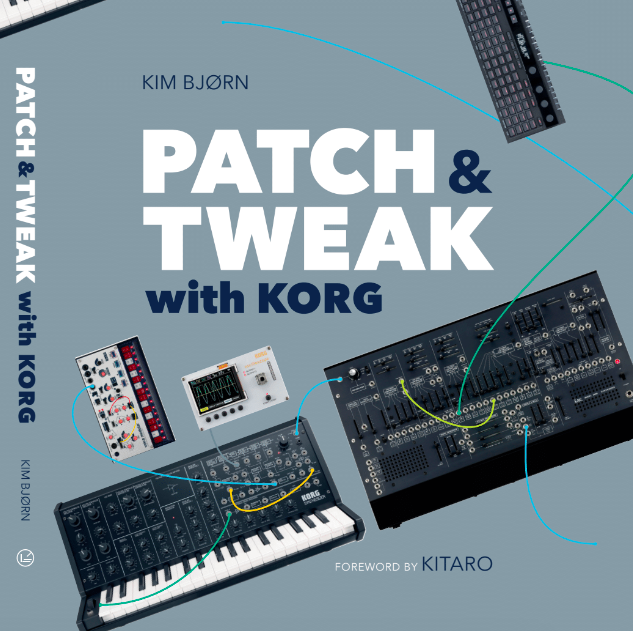 PATCH & TWEAK with KORG
KIM BJØRN
KIM BJØRN
PATCH &
TWEAK
with KORG
KORG
FOREWORD BY KITARO